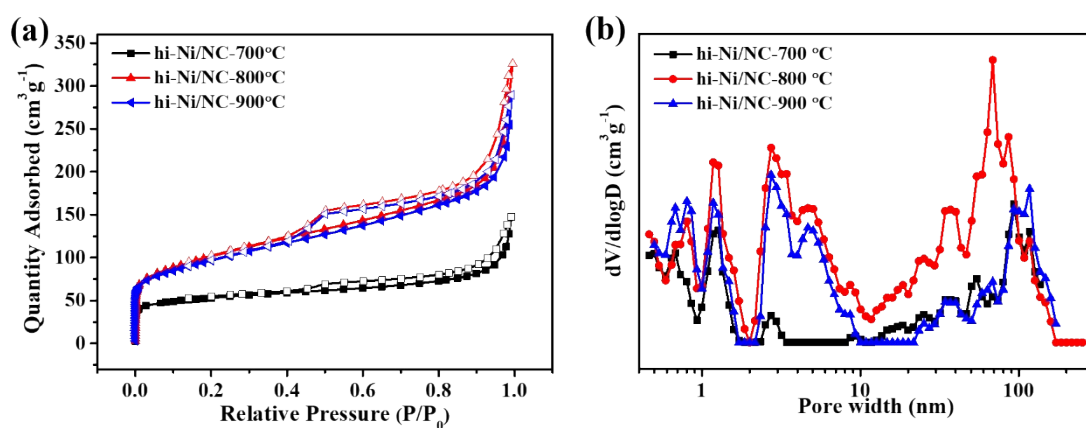 (a)
hi-Ni/NC-700°C
hi-Ni/NC-800°C
hi-Ni/NC-900°C
Quantity Adsorbed (cm³g⁻¹)
350
300
250
200
150
100
50
0
0.0 0.2 0.4 0.6 0.8 1.0
Relative Pressure (P/P₀)
(b)
hi-Ni/NC-700 °C
hi-Ni/NC-800 °C
hi-Ni/NC-900 °C
dV/dlogD (cm³g⁻¹)
1 10 100
Pore width (nm)